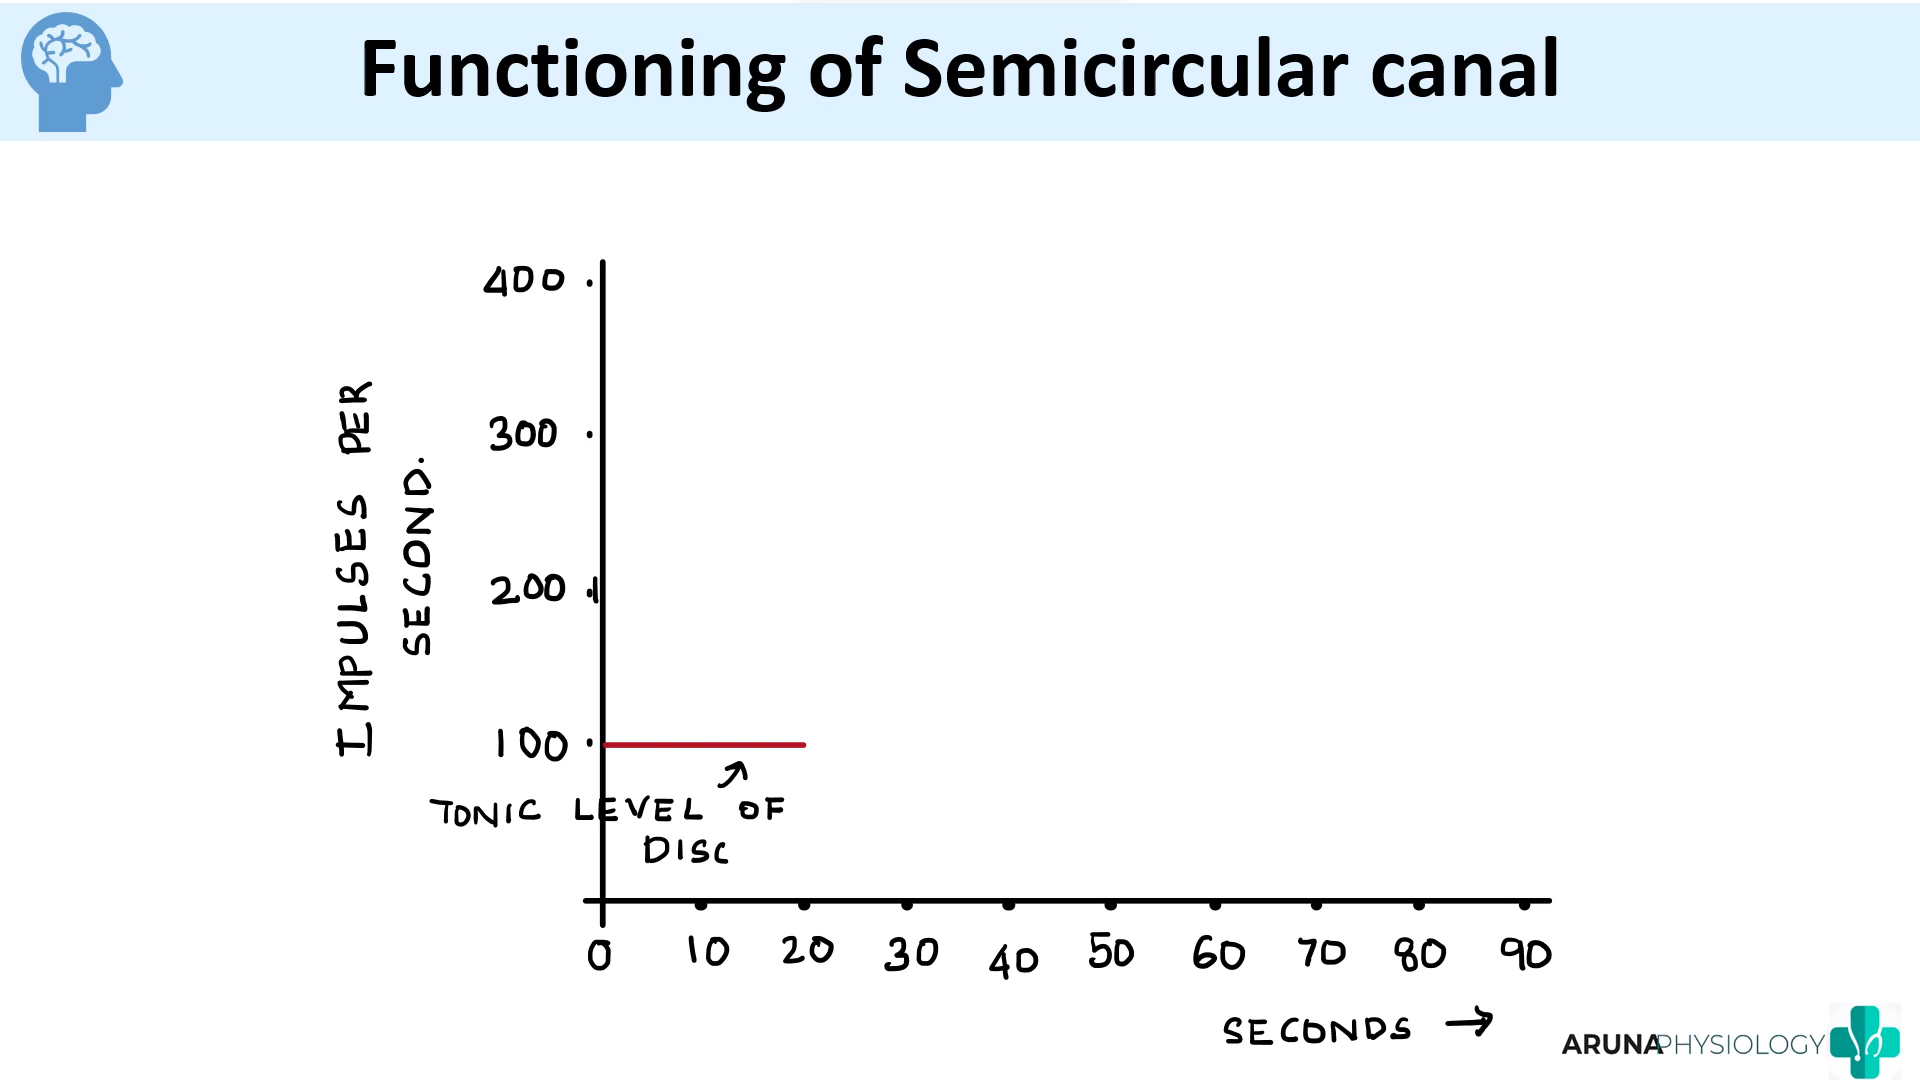 Functioning of Semicircular canal
400
300
200
100
IMPULSES PER
SECOND.
TONIC LEVEL OF
DISC
0 10 20 30 40 50 60 70 80 90
SECONDS →
ARUNAPHYSIOLOGY